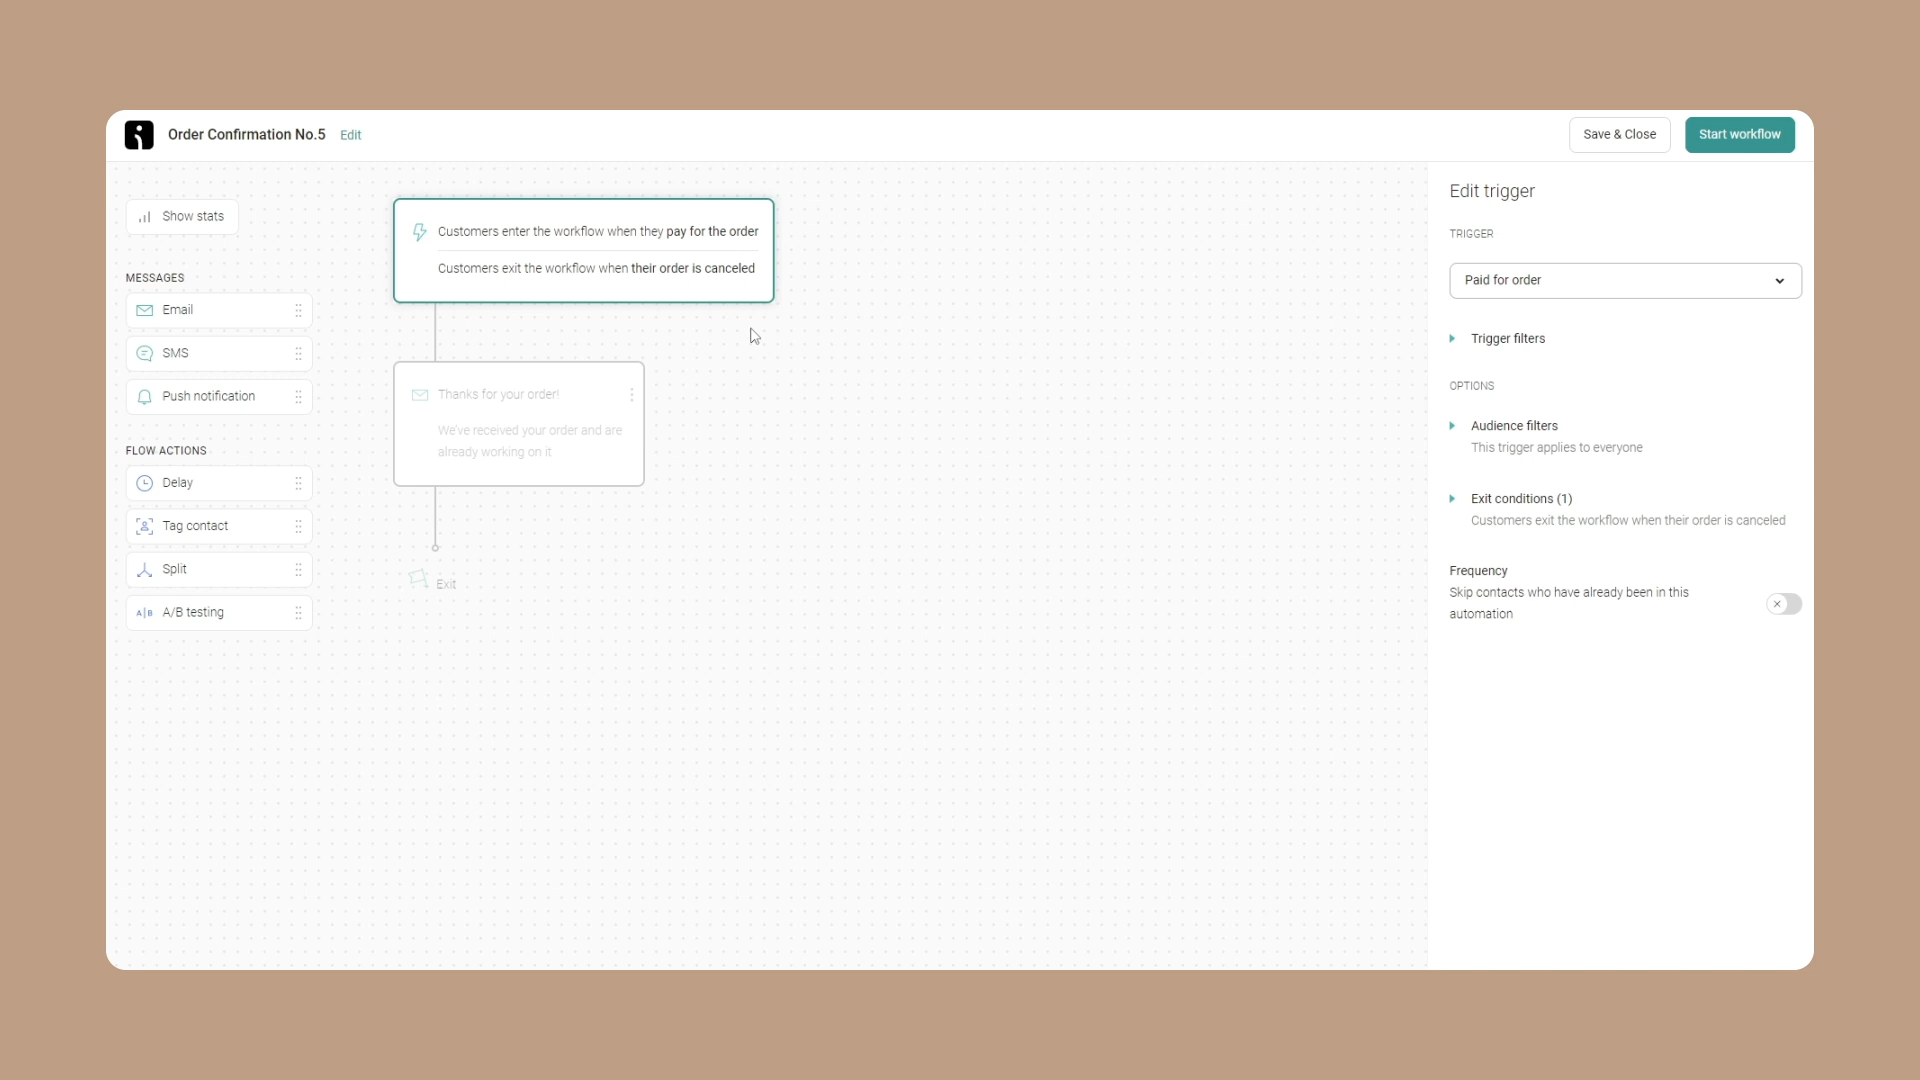 Order Confirmation No.5 Edit
Save & Close
Start workflow
Show stats
MESSAGES
Email
SMS
Push notification
FLOW ACTIONS
Delay
Tag contact
Split
A|B A/B testing
Customers enter the workflow when they pay for the order
Customers exit the workflow when their order is canceled
Thanks for your order!
We've received your order and are
already working on it
Exit
Edit trigger
TRIGGER
Paid for order
Trigger filters
OPTIONS
Audience filters
This trigger applies to everyone
Exit conditions (1)
Customers exit the workflow when their order is canceled
Frequency
Skip contacts who have already been in this
automation